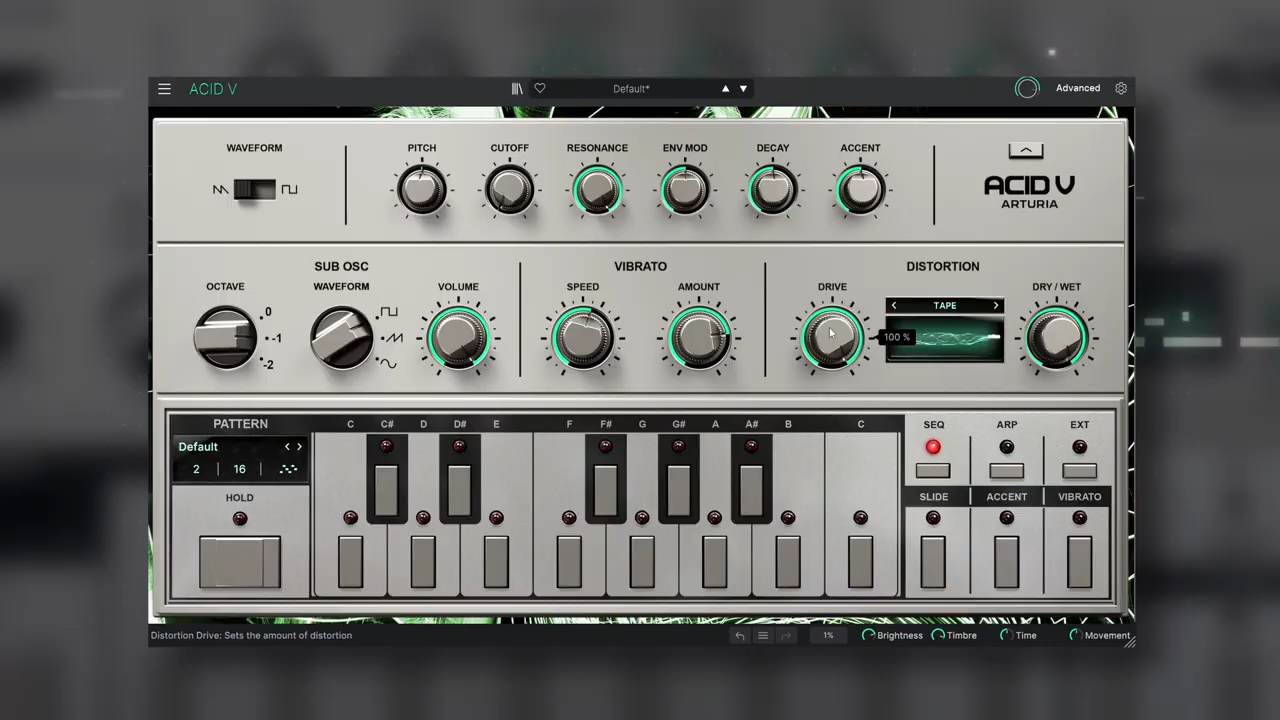 ACID V
Default*
Advanced
WAVEFORM
PITCH
CUTOFF
RESONANCE
ENV MOD
DECAY
ACCENT
ACID V
ARTURIA
SUB OSC
VIBRATO
DISTORTION
OCTAVE
WAVEFORM
VOLUME
SPEED
AMOUNT
DRIVE
TAPE
DRY / WET
0
-1
-2
100 %
PATTERN
Default
2
16
HOLD
C
C#
D
D#
E
F
F#
G
G#
A
A#
B
C
SEQ
ARP
EXT
SLIDE
ACCENT
VIBRATO
Distortion Drive: Sets the amount of distortion
1%
Brightness
Timbre
Time
Movement